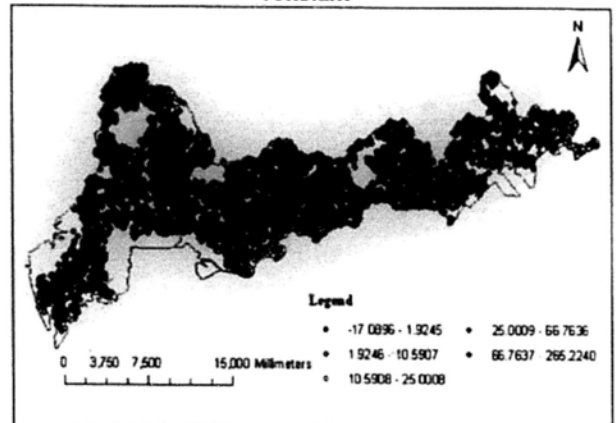 N
Legend
-17.0896 - 1.9245
25.0009 - 66.7636
1.9246 - 10.5907
66.7637 - 265.2240
10.5908 - 25.0008
0 3,750 7,500 15,000 Millimeters